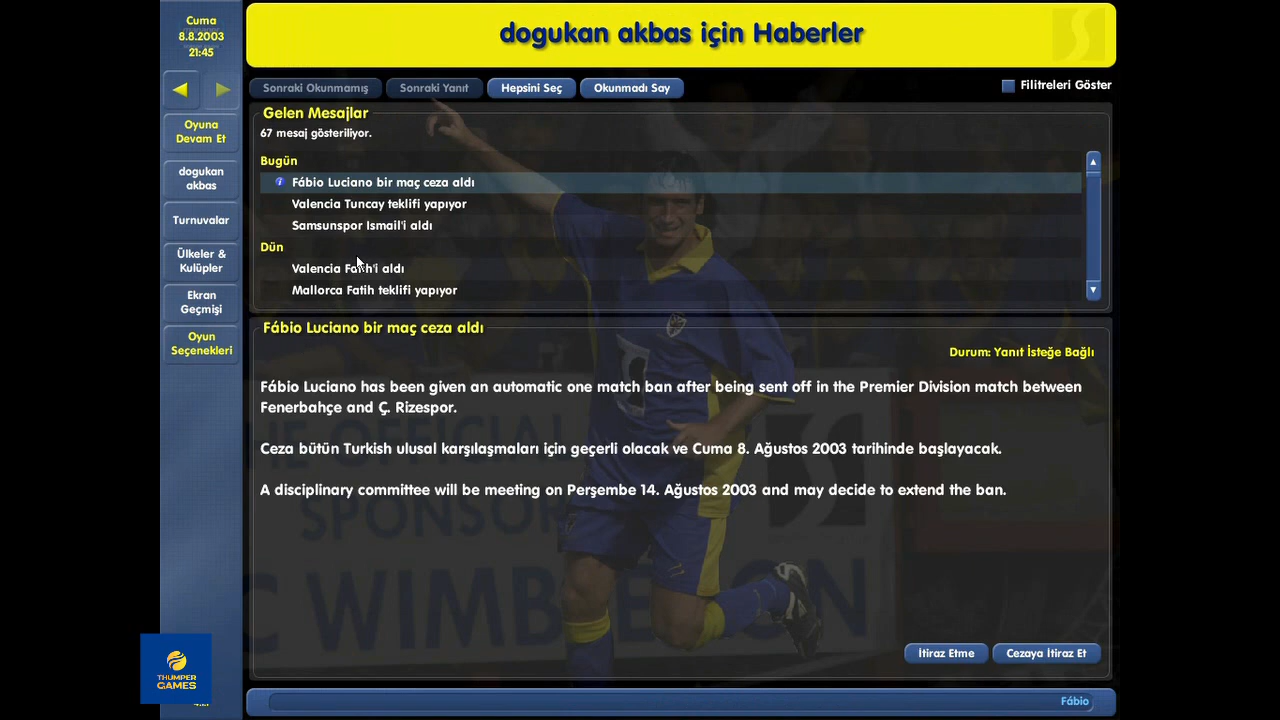 Cuma
8.8.2003
21:45
dogukan akbas için Haberler
Sonraki Okunmamış
Sonraki Yanıt
Hepsini Seç
Okunmadı Say
Filitreleri Göster
Oyuna
Devam Et
dogukan
akbas
Turnuvalar
Ülkeler &
Kulüpler
Ekran
Geçmişi
Oyun
Seçenekleri
Gelen Mesajlar
67 mesaj gösteriliyor.
Bugün
Fábio Luciano bir maç ceza aldı
Valencia Tuncay teklifi yapıyor
Samsunspor Ismail'i aldı
Dün
Valencia Fatih'i aldı
Mallorca Fatih teklifi yapıyor
Fábio Luciano bir maç ceza aldı
Durum: Yanıt İsteğe Bağlı
Fábio Luciano has been given an automatic one match ban after being sent off in the Premier Division match between
Fenerbahçe and Ç. Rizespor.
Ceza bütün Turkish ulusal karşılaşmaları için geçerli olacak ve Cuma 8. Ağustos 2003 tarihinde başlayacak.
A disciplinary committee will be meeting on Perşembe 14. Ağustos 2003 and may decide to extend the ban.
THE OFFICIAL
SPONSOR
C WIMBLEDON
İtiraz Etme
Cezaya İtiraz Et
THUMPER
GAMES
Fábio